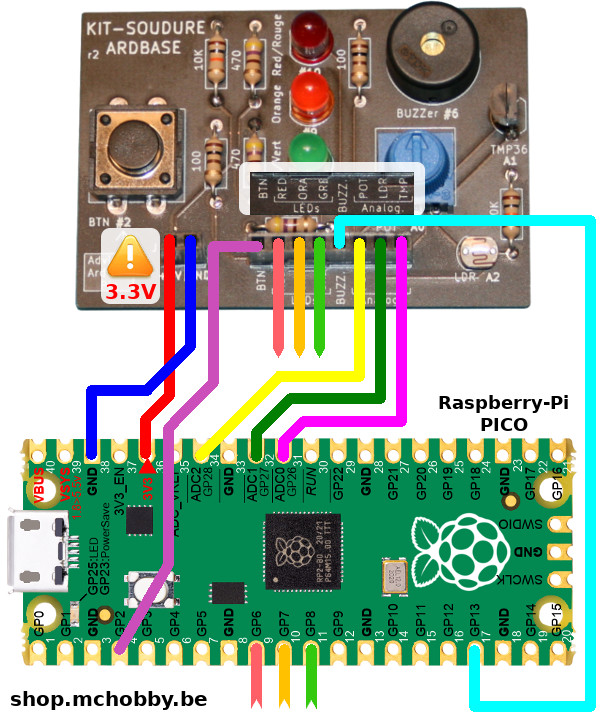 KIT-SOUDURE
r2 ARDBASE
10K
470
Red/Rouge
100
BUZZer #6
Orange
100
470
Vert
TMP36
A1
BTN #2
BTN
RED
ORA
GRE
BUZZ
POT
LDR
TMP
LEDs
Analog.
3.3V
BTN
BUZZ
LDR A2
Raspberry-Pi
PICO
40
39
38
37
36
35
34
33
32
31
30
29
28
27
26
25
24
23
22
21
VBUS
VSYS
1.8-5.5v
GND
3V3_EN
3V3
ADC_VREF
ADC2
GP28
GND
ADC1
GP27
ADC0
GP26
RUN
GP22
GND
GP21
GP20
GP19
GP18
GND
GP17
GP16
GP25:LED
GP23:PowerSave
RP2-B0 20/21
P64M15.00 TTT
SWDIO
GND
SWCLK
GP0
GP1
GND
GP2
GP3
GP4
GP5
GND
GP6
GP7
GP8
GP9
GND
GP10
GP11
GP12
GP13
GND
GP14
GP15
1
2
3
4
5
6
7
8
9
10
11
12
13
14
15
16
17
18
19
20
shop.mchobby.be